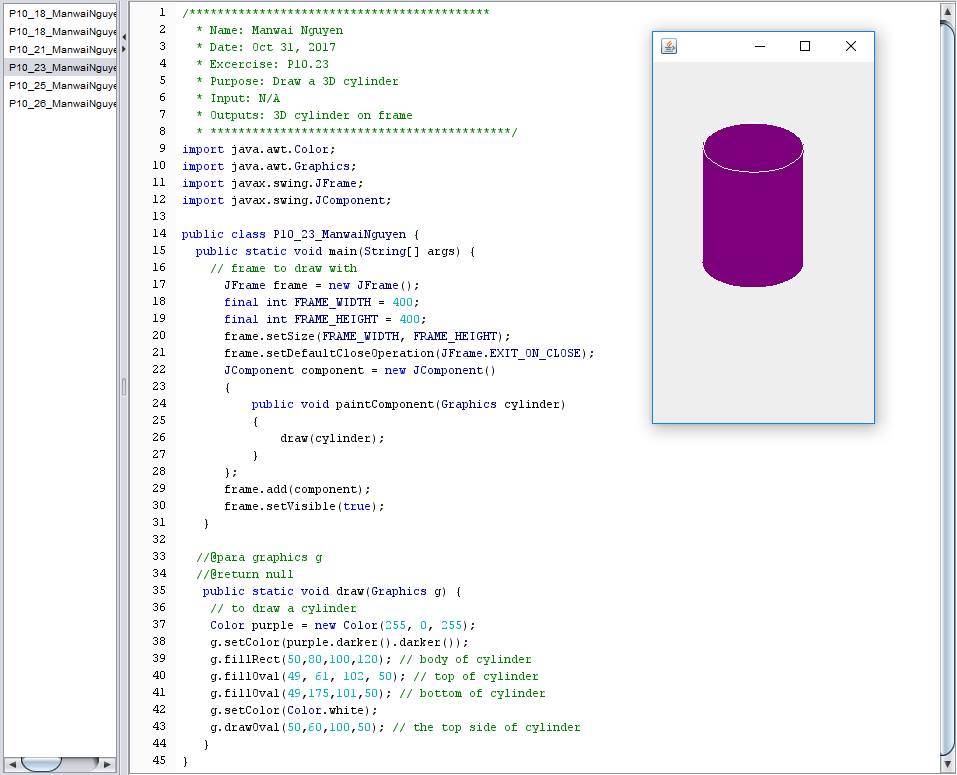 P10_18_ManwaiNguye
P10_18_ManwaiNguye
P10_21_ManwaiNguye
P10_23_ManwaiNguye
P10_25_ManwaiNguye
P10_26_ManwaiNguye
1 /*******************************************
2 * Name: Manwai Nguyen
3 * Date: Oct 31, 2017
4 * Excercise: P10.23
5 * Purpose: Draw a 3D cylinder
6 * Input: N/A
7 * Outputs: 3D cylinder on frame
8 * *******************************************/
9 import java.awt.Color;
10 import java.awt.Graphics;
11 import javax.swing.JFrame;
12 import javax.swing.JComponent;
13
14 public class P10_23_ManwaiNguyen {
15 public static void main(String[] args) {
16 // frame to draw with
17 JFrame frame = new JFrame();
18 final int FRAME_WIDTH = 400;
19 final int FRAME_HEIGHT = 400;
20 frame.setSize(FRAME_WIDTH, FRAME_HEIGHT);
21 frame.setDefaultCloseOperation(JFrame.EXIT_ON_CLOSE);
22 JComponent component = new JComponent()
23 {
24 public void paintComponent(Graphics cylinder)
25 {
26 draw(cylinder);
27 }
28 };
29 frame.add(component);
30 frame.setVisible(true);
31 }
32
33 //@para graphics g
34 //@return null
35 public static void draw(Graphics g) {
36 // to draw a cylinder
37 Color purple = new Color(255, 0, 255);
38 g.setColor(purple.darker().darker());
39 g.fillRect(50,80,100,120); // body of cylinder
40 g.fillOval(49, 61, 102, 50); // top of cylinder
41 g.fillOval(49,175,101,50); // bottom of cylinder
42 g.setColor(Color.white);
43 g.drawOval(50,60,100,50); // the top side of cylinder
44 }
45 }